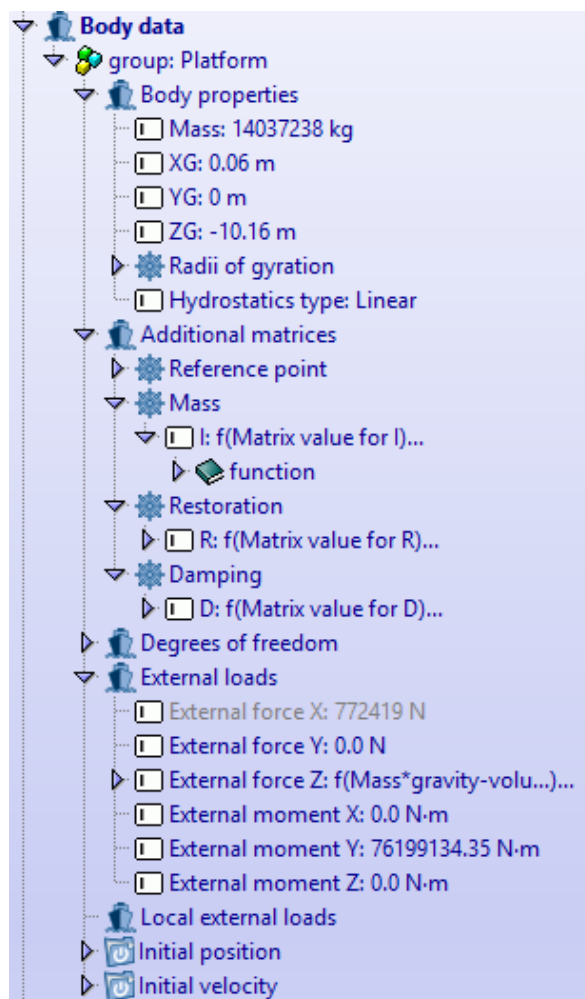 Body data
group: Platform
Body properties
Mass: 14037238 kg
XG: 0.06 m
YG: 0 m
ZG: -10.16 m
Radii of gyration
Hydrostatics type: Linear
Additional matrices
Reference point
Mass
I: f(Matrix value for I)...
function
Restoration
R: f(Matrix value for R)...
Damping
D: f(Matrix value for D)...
Degrees of freedom
External loads
External force X: 772419 N
External force Y: 0.0 N
External force Z: f(Mass*gravity-volu...)...
External moment X: 0.0 N·m
External moment Y: 76199134.35 N·m
External moment Z: 0.0 N·m
Local external loads
Initial position
Initial velocity